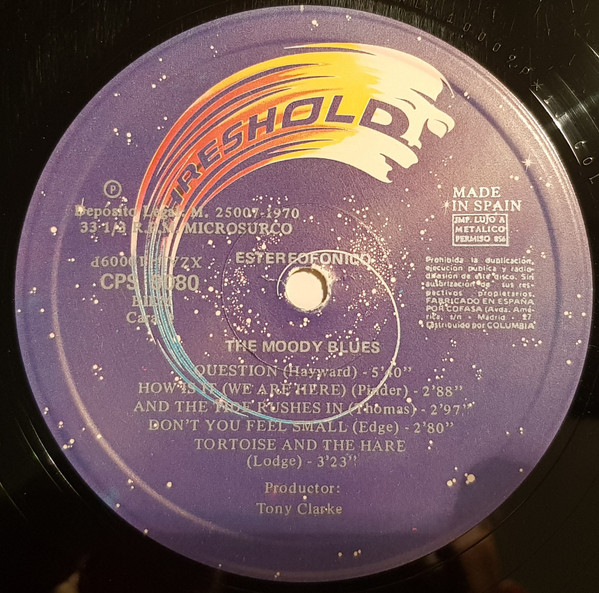 THRESHOLD
P
Depósito Legal. M. 25007-1970
33 1/3 R.P.M. MICROSURCO
ESTEREOFONICO
CPS 9080
Cara
MADE
IN SPAIN
IMP. LUJO A
METALICO
PERMISO 856
Prohibida la duplicación,
ejecución pública y radio-
difusión de este disco. Sin
autorización de sus res-
pectivos propietarios.
FABRICADO EN ESPAÑA
POR COFASA (Avda. Amé-
rica, s/n - Madrid - 27.
Distribuido por COLUMBIA
THE MOODY BLUES
QUESTION (Hayward) - 5'40"
HOW IS IT (WE ARE HERE) (Pinder) - 2'88"
AND THE TIDE RUSHES IN (Thomas) - 2'97"
DON'T YOU FEEL SMALL (Edge) - 2'80"
TORTOISE AND THE HARE
(Lodge) - 3'23"
Productor:
Tony Clarke